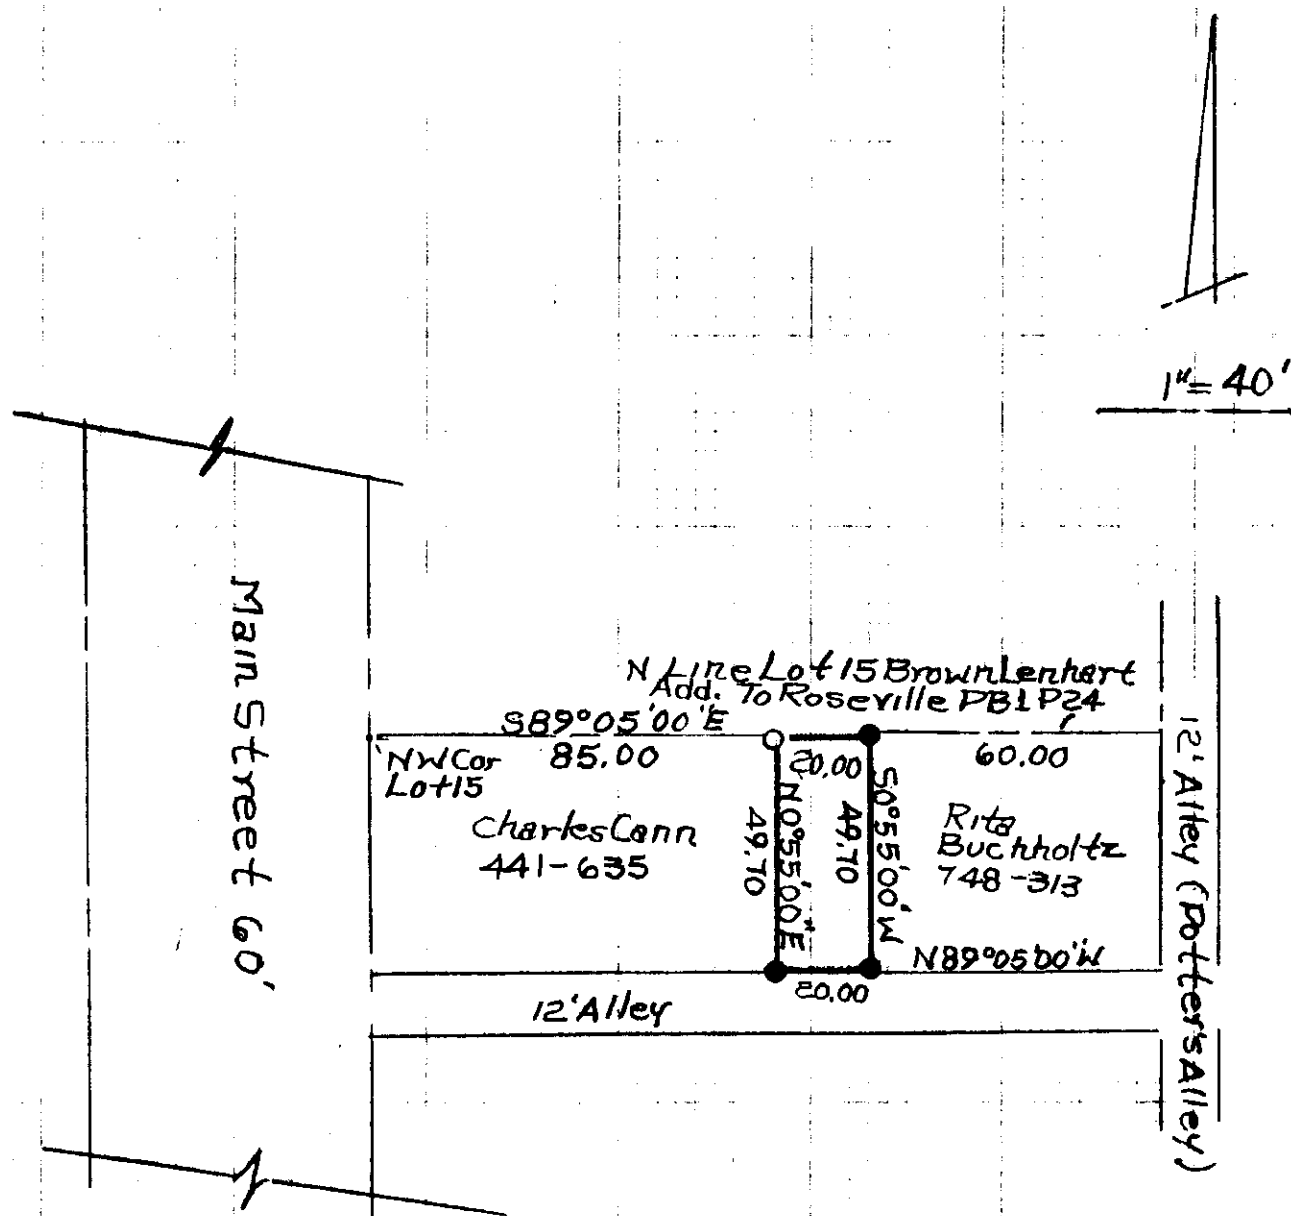 1"= 40'
Main Street 60'
N Line Lot 15 Brown Lenhart
Add. To Roseville PB1 P24
S89°05'00"E
85.00
20.00
60.00
NW Cor
Lot 15
Charles Cann
441-635
N0°55'00"E
49.70
S0°55'00"W
49.70
Rita
Buchholtz
748-313
N89°05'00"W
20.00
12' Alley
12' Alley (Potter's Alley)